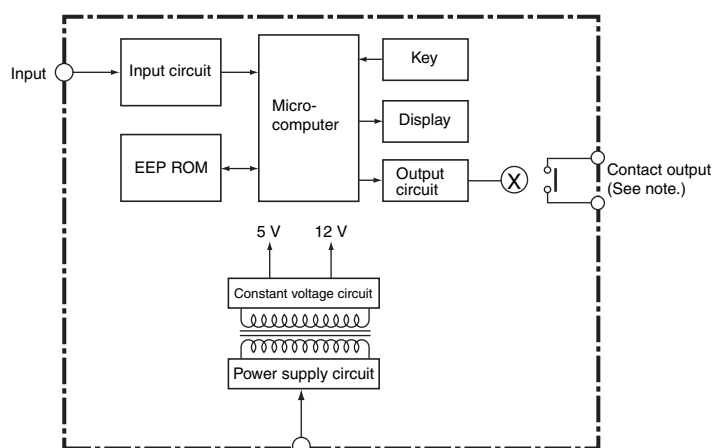 Input
Input circuit
Micro-
computer
Key
Display
EEP ROM
Output
circuit
X
Contact output
(See note.)
5 V
12 V
Constant voltage circuit
Power supply circuit